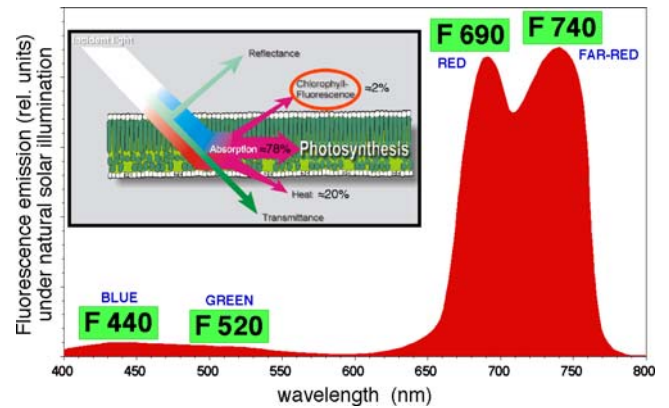 Fluorescence emission (rel. units)
under natural solar illumination
Incident light
Reflectance
Chlorophyll-
Fluorescence
≈2%
Absorption ≈78%
Photosynthesis
Heat ≈20%
Transmittance
F 690
F 740
RED
FAR-RED
BLUE
GREEN
F 440
F 520
400 450 500 550 600 650 700 750 800
wavelength (nm)